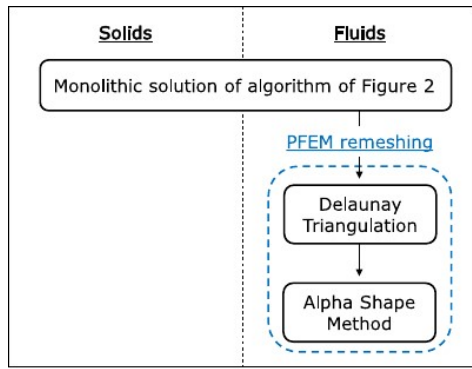 Solids
Fluids
Monolithic solution of algorithm of Figure 2
PFEM remeshing
Delaunay
Triangulation
Alpha Shape
Method